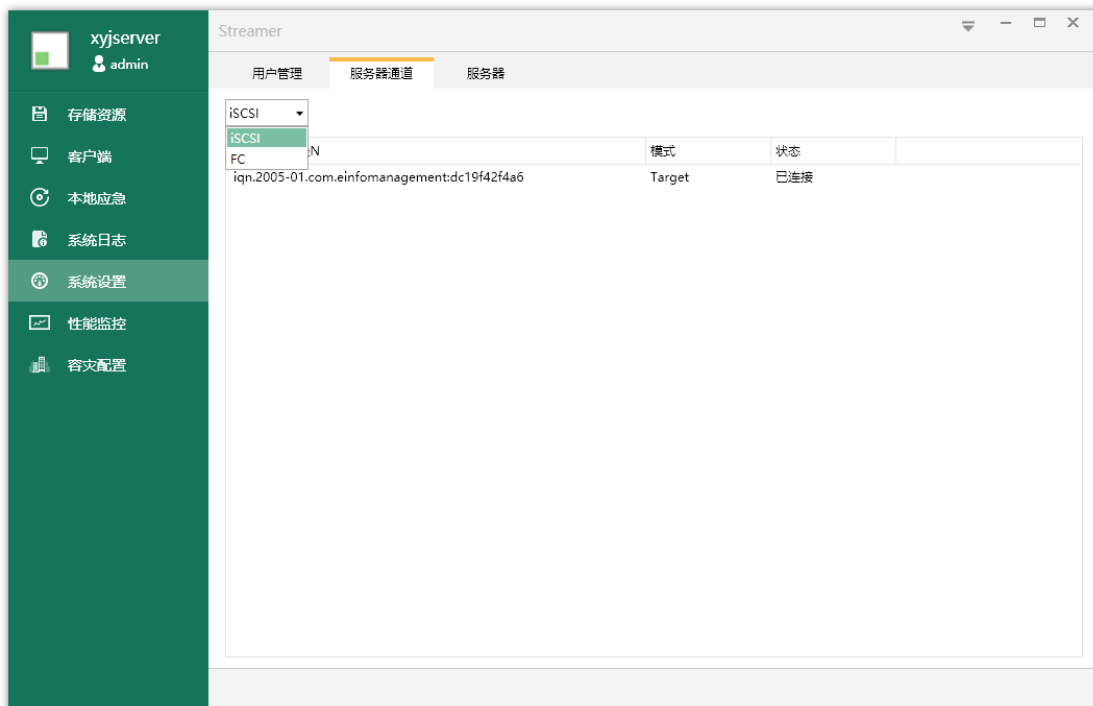 xyjserver
admin
存储资源
客户端
本地应急
系统日志
系统设置
性能监控
容灾配置
Streamer
用户管理 服务器通道 服务器
iSCSI
iSCSI
FC
模式 状态
iqn.2005-01.com.einfomanagement:dc19f42f4a6 Target 已连接